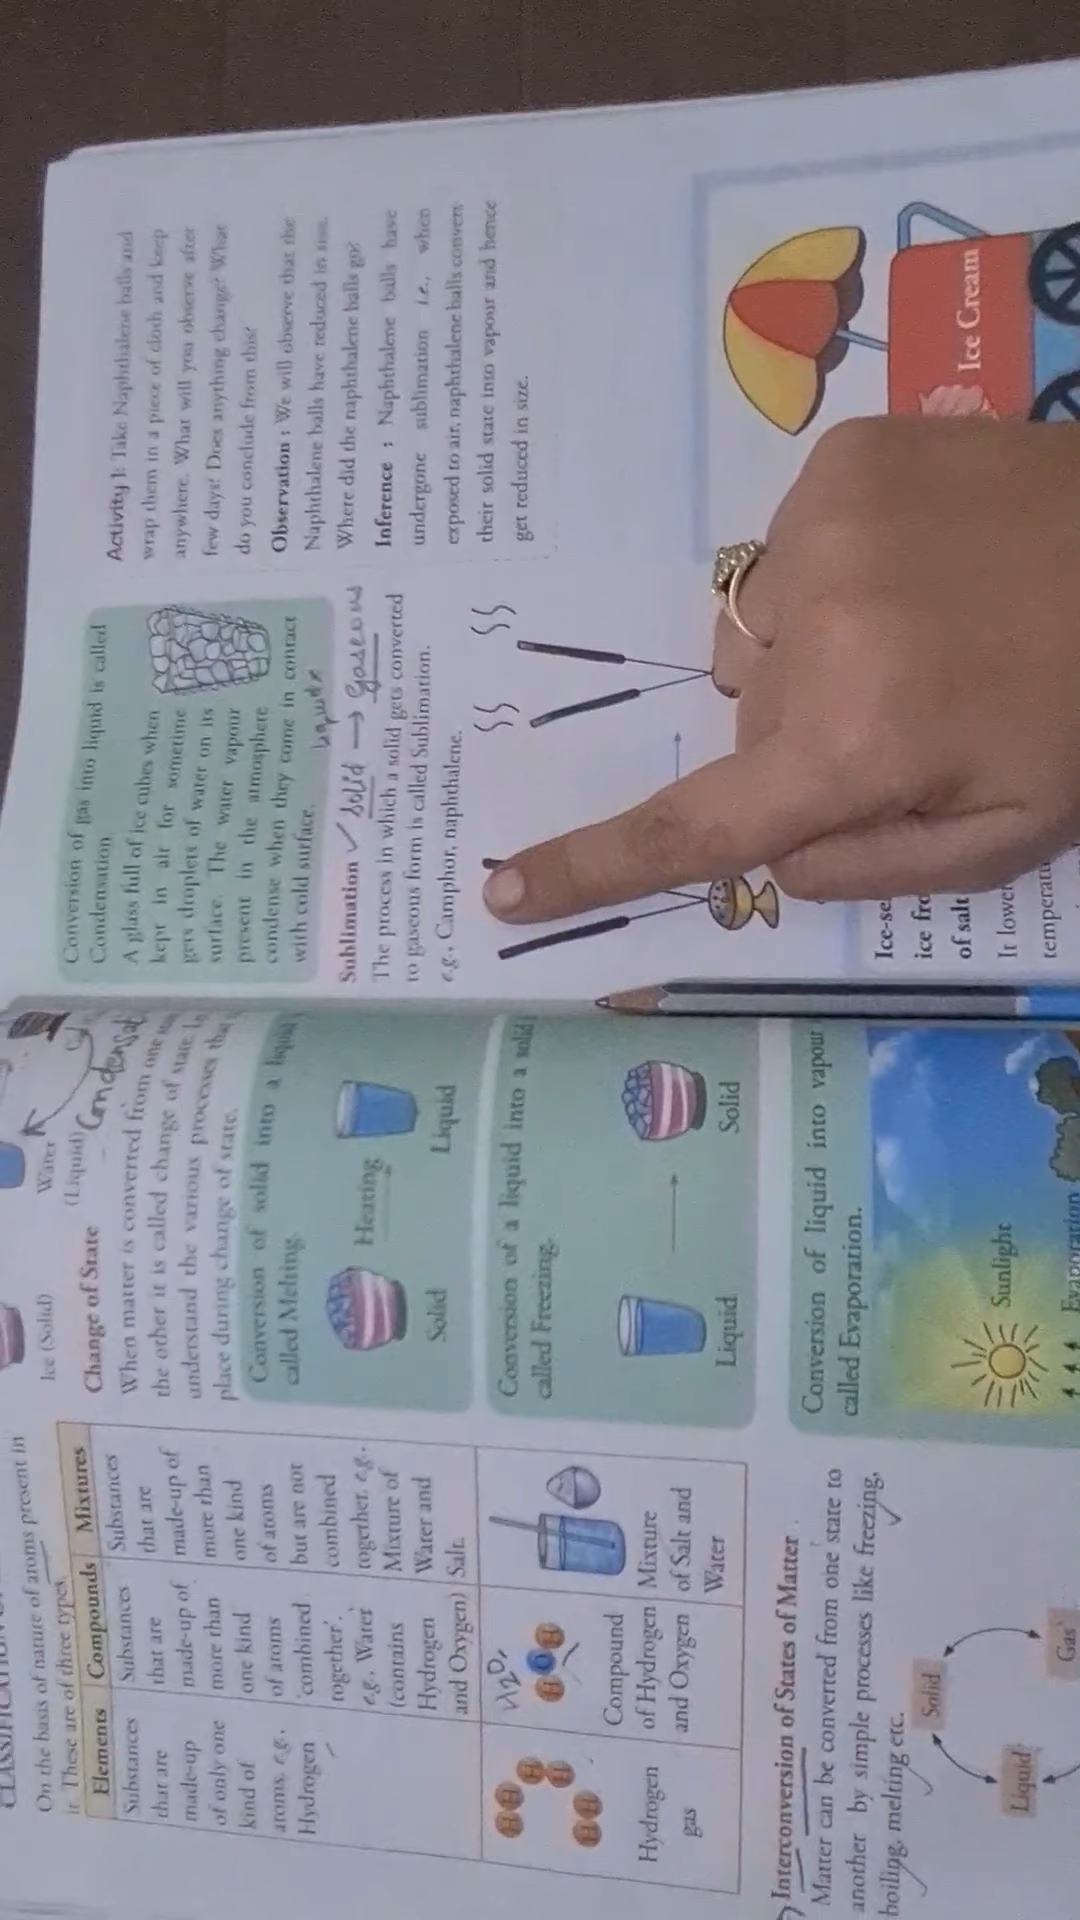 On the basis of nature of atoms present in
it These are of three types.
Elements
Substances
that are
made-up
of only one
kind of
atoms. e.g.
Hydrogen
Compounds
Substances
that are
made-up of
more than
one kind
of atoms
'combined
together'.
e.g. Water
(contains
Hydrogen
and Oxygen)
Mixtures
Substances
that are
made-up of
more than
one kind
of atoms
but are not
combined
together. e.g.
Mixture of
Water and
Salt.
H H
H H
H H
Hydrogen
gas
H₂O
H O H
Compound
of Hydrogen
and Oxygen
Mixture
of Salt and
Water
Interconversion of States of Matter
Matter can be converted from one state to
another by simple processes like freezing,
boiling, melting etc.
Solid
Liquid
Gas
Ice (Solid)
Water
(Liquid)
Change of State
When matter is converted from one
the other it is called change of state.
understand the various processes
place during change of state.
Conversion of solid into a liquid
called Melting.
Heating
Solid
Liquid
Conversion of a liquid into a solid
called Freezing.
Liquid
Solid
Conversion of liquid into vapour
called Evaporation.
Sunlight
Evaporation
Conversion of gas into liquid is called
Condensation
A glass full of ice cubes when
kept in air for sometime
gets droplets of water on its
surface. The water vapour
present in the atmosphere
condense when they come in contact
with cold surface.
Sublimation ✓ Solid → Gaseous
The process in which a solid gets converted
to gaseous form is called Sublimation.
e.g., Camphor, naphthalene.
ice
of salt
It lower
Activity 1: Take Naphthalene balls and
wrap them in a piece of cloth and keep
anywhere. What will you observe after
few days? Does anything change? What
do you conclude from this?
Observation : We will observe that the
Naphthalene balls have reduced in size.
Where did the naphthalene balls go?
Inference : Naphthalene balls have
undergone sublimation i.e., when
exposed to air, naphthalene balls convert
their solid state into vapour and hence
get reduced in size.
Ice Cream